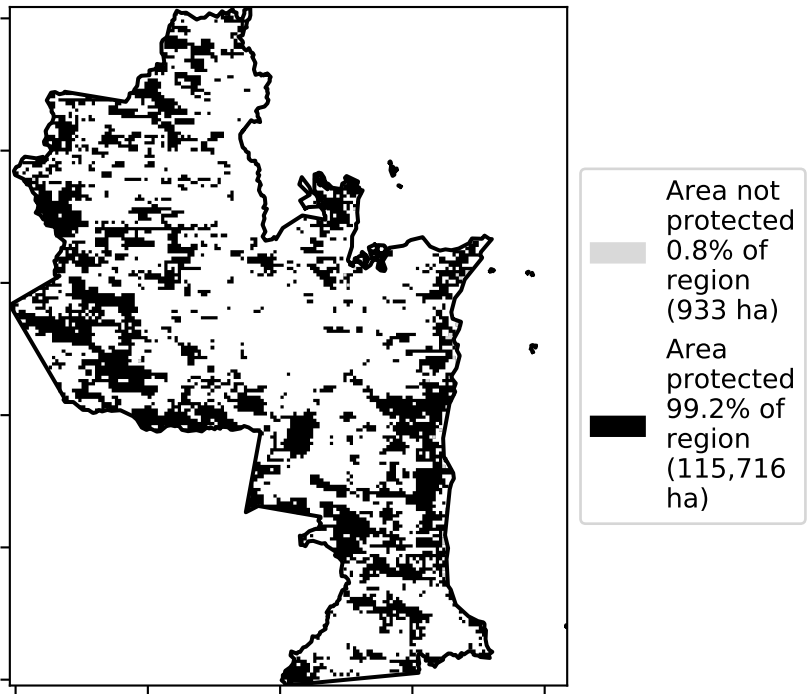 Area not
protected
0.8% of
region
(933 ha)
Area
protected
99.2% of
region
(115,716
ha)